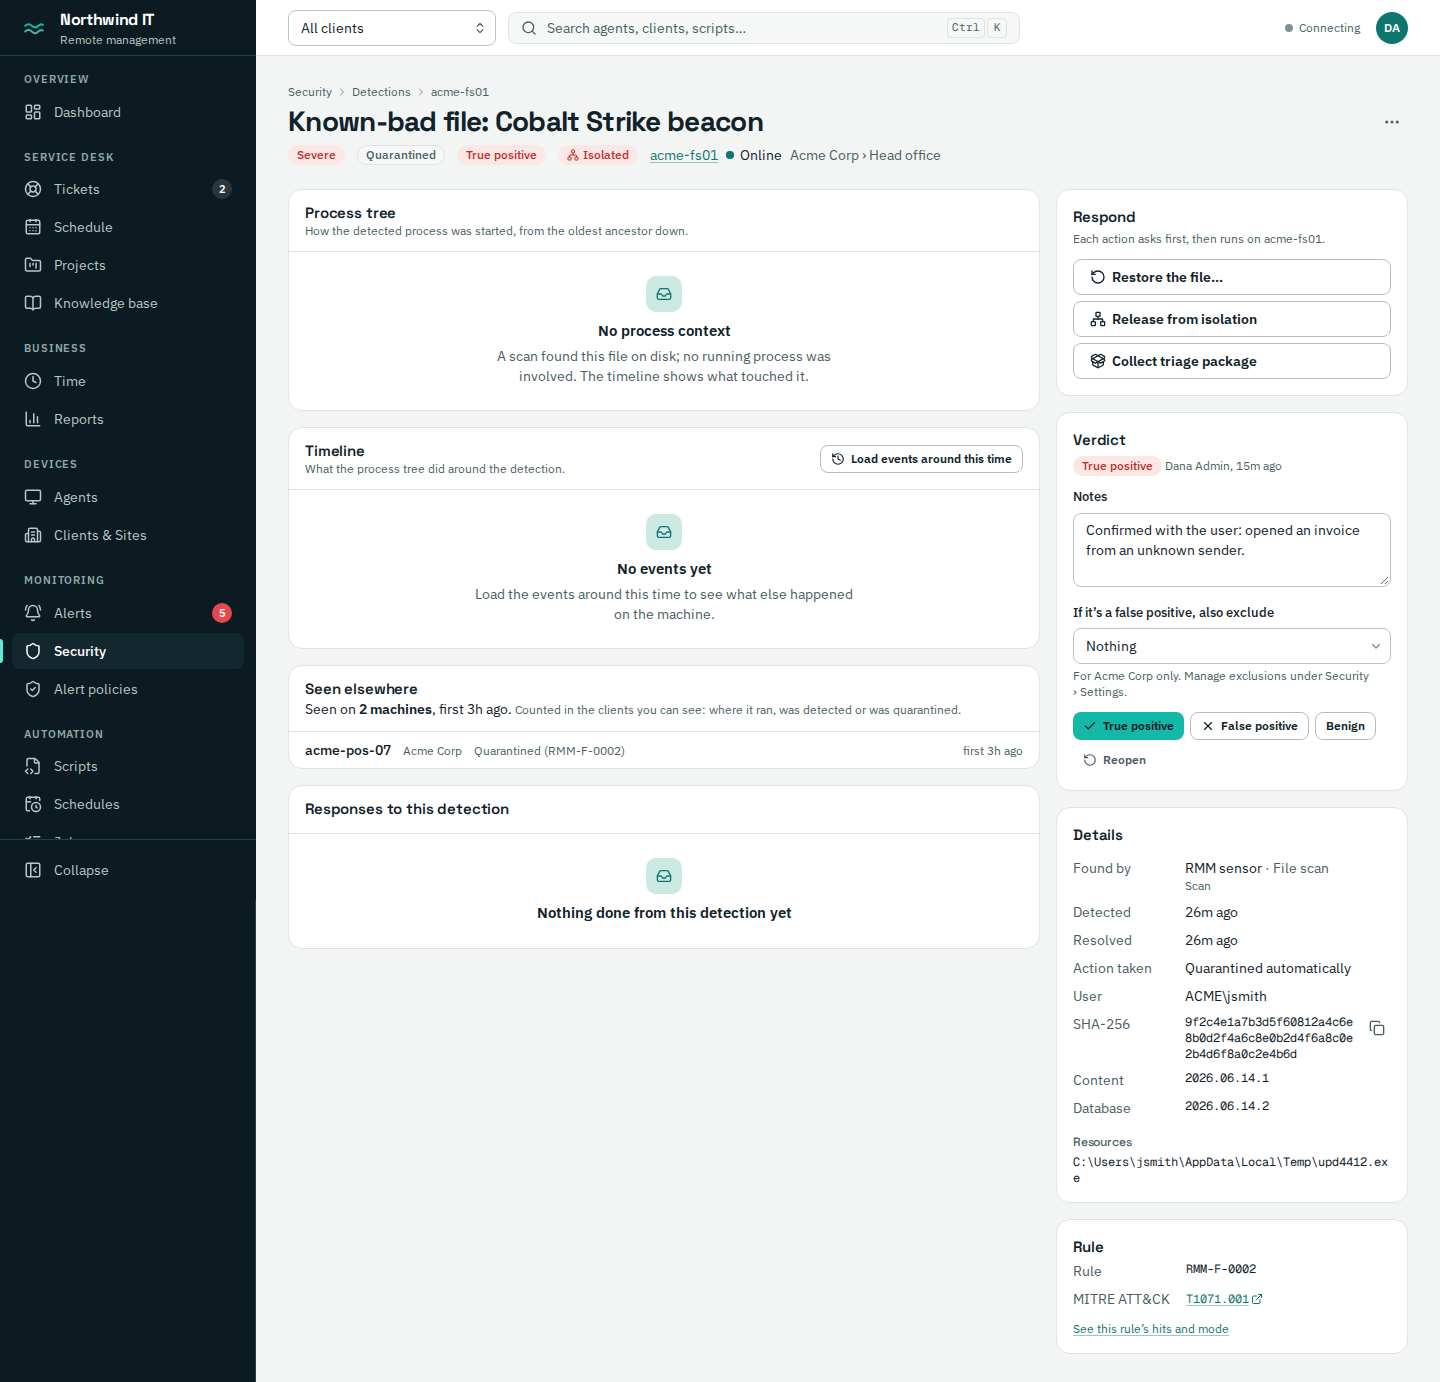 Northwind IT
Remote management
OVERVIEW
Dashboard
SERVICE DESK
Tickets
2
Schedule
Projects
Knowledge base
BUSINESS
Time
Reports
DEVICES
Agents
Clients & Sites
MONITORING
Alerts
5
Security
Alert policies
AUTOMATION
Scripts
Schedules
Collapse
All clients
Search agents, clients, scripts...
Ctrl K
Connecting
DA
Security > Detections > acme-fs01
Known-bad file: Cobalt Strike beacon
Severe
Quarantined
True positive
Isolated
acme-fs01
Online
Acme Corp › Head office
Process tree
How the detected process was started, from the oldest ancestor down.
No process context
A scan found this file on disk; no running process was
involved. The timeline shows what touched it.
Timeline
What the process tree did around the detection.
Load events around this time
No events yet
Load the events around this time to see what else happened
on the machine.
Seen elsewhere
Seen on 2 machines, first 3h ago. Counted in the clients you can see: where it ran, was detected or was quarantined.
acme-pos-07 Acme Corp Quarantined (RMM-F-0002) first 3h ago
Responses to this detection
Nothing done from this detection yet
Respond
Each action asks first, then runs on acme-fs01.
Restore the file...
Release from isolation
Collect triage package
Verdict
True positive Dana Admin, 15m ago
Notes
Confirmed with the user: opened an invoice
from an unknown sender.
If it's a false positive, also exclude
Nothing
For Acme Corp only. Manage exclusions under Security
› Settings.
True positive
False positive
Benign
Reopen
Details
Found by RMM sensor · File scan
Scan
Detected 26m ago
Resolved 26m ago
Action taken Quarantined automatically
User ACME\jsmith
SHA-256 9f2c4e1a7b3d5f60812a4c6e
8b0d2f4a6c8e0b2d4f6a8c0e
2b4d6f8a0c2e4b6d
Content 2026.06.14.1
Database 2026.06.14.2
Resources
C:\Users\jsmith\AppData\Local\Temp\upd4412.ex
e
Rule
Rule RMM-F-0002
MITRE ATT&CK T1071.001
See this rule's hits and mode